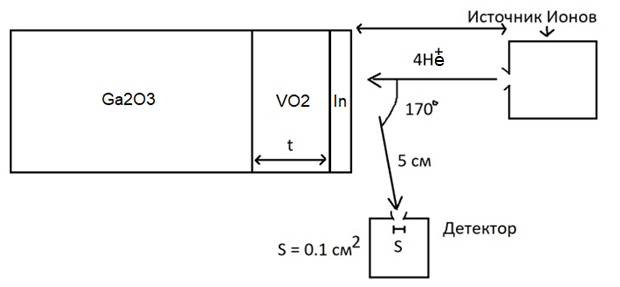 Источник Ионов
4He+
Ga2O3
VO2
In
170°
t
5 см
S = 0.1 см2
S
Детектор